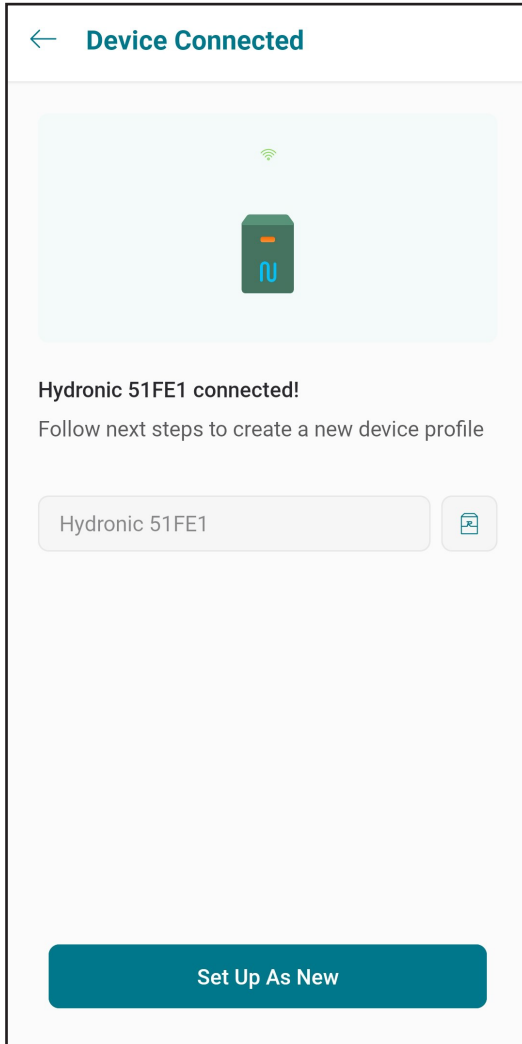 Device Connected
Hydronic 51FE1 connected!
Follow next steps to create a new device profile
Hydronic 51FE1
Set Up As New